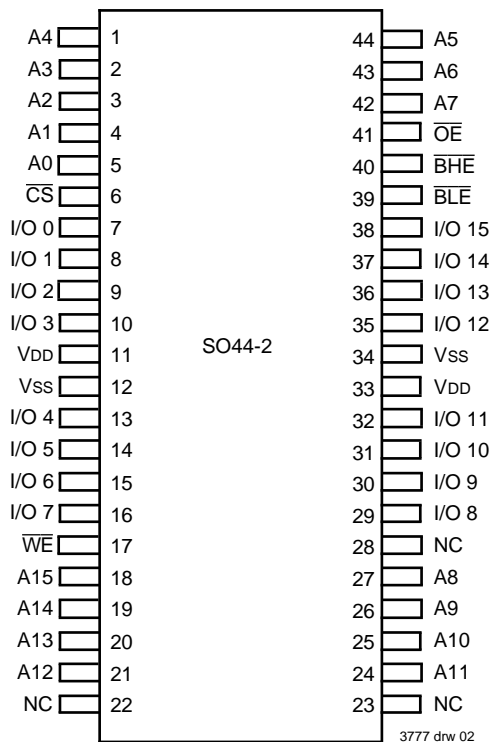 A4 1 44 A5
A3 2 43 A6
A2 3 42 A7
A1 4 41 OE
A0 5 40 BHE
CS 6 39 BLE
I/O 0 7 38 I/O 15
I/O 1 8 37 I/O 14
I/O 2 9 36 I/O 13
I/O 3 10 35 I/O 12
VDD 11 SO44-2 34 VSS
VSS 12 33 VDD
I/O 4 13 32 I/O 11
I/O 5 14 31 I/O 10
I/O 6 15 30 I/O 9
I/O 7 16 29 I/O 8
WE 17 28 NC
A15 18 27 A8
A14 19 26 A9
A13 20 25 A10
A12 21 24 A11
NC 22 23 NC
3777 drw 02